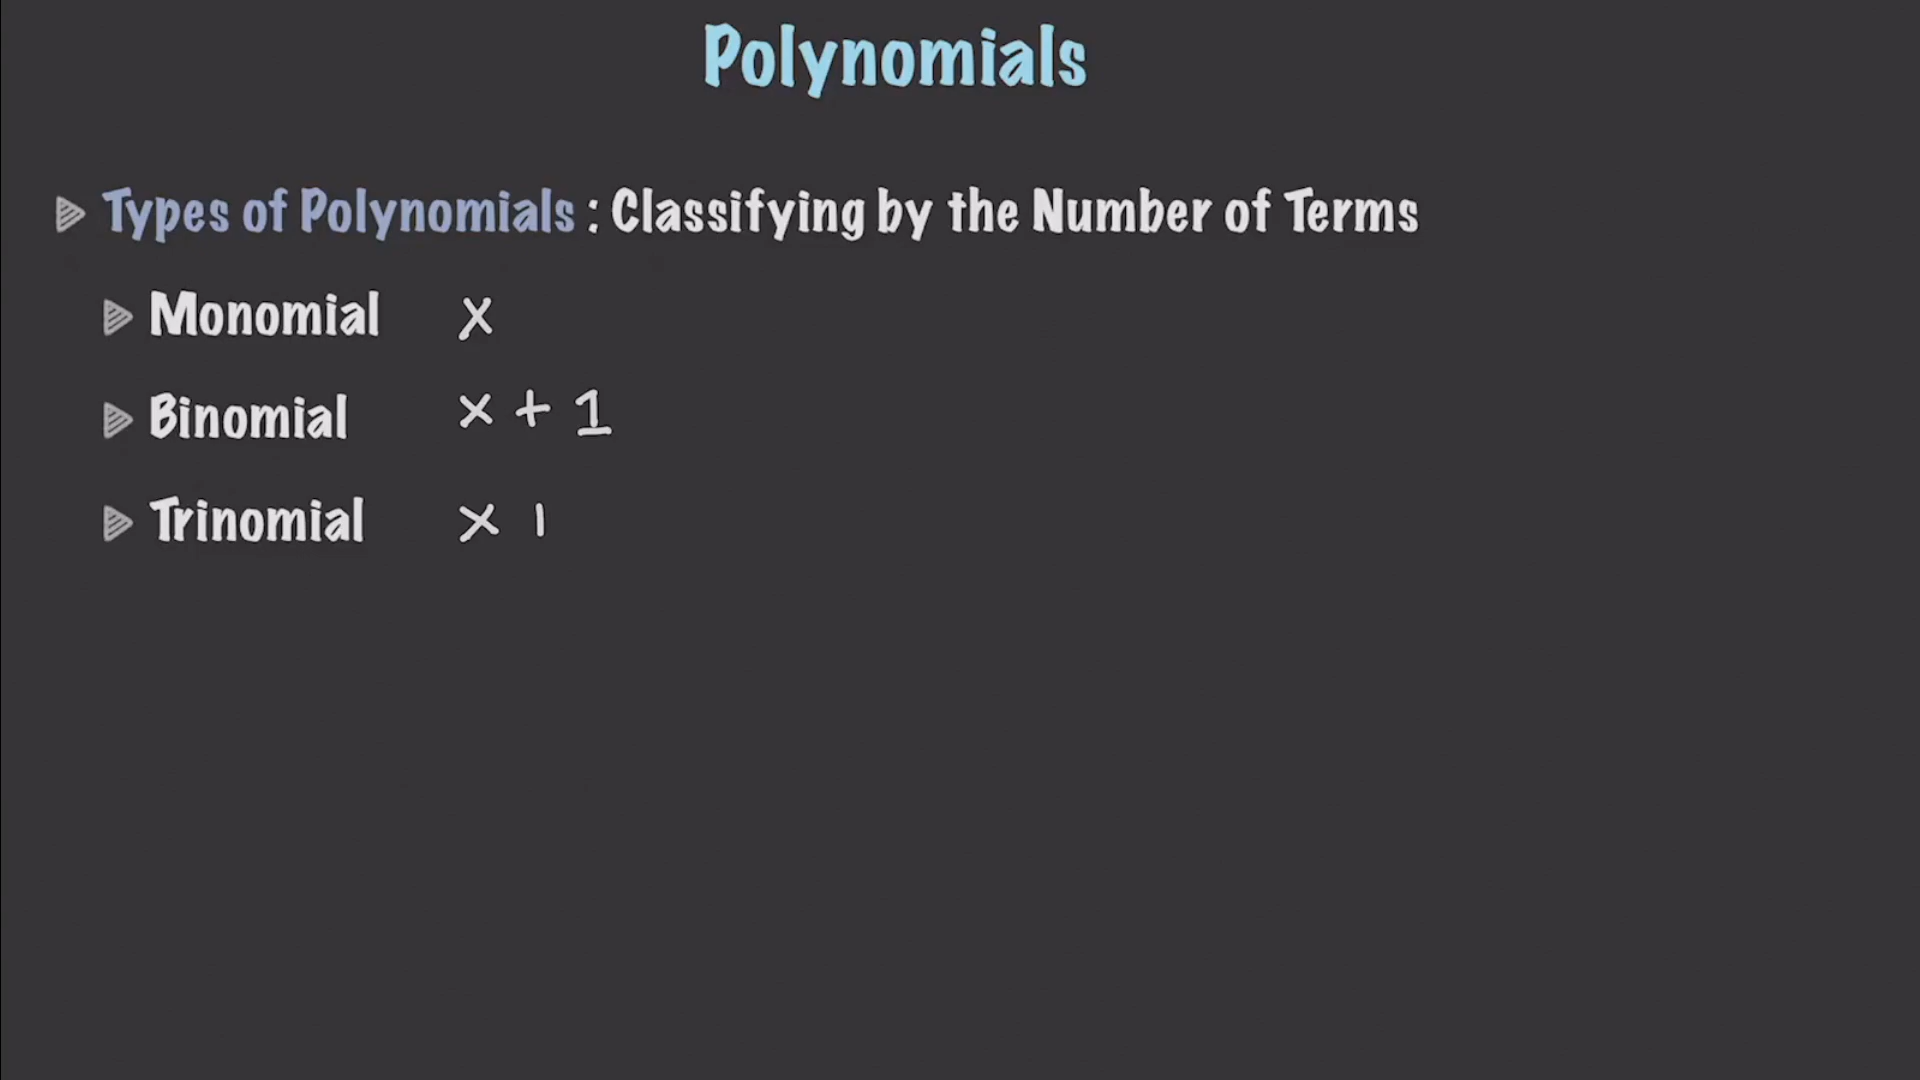 Polynomials
Types of Polynomials : Classifying by the Number of Terms
Monomial x
Binomial x + 1
Trinomial x ı